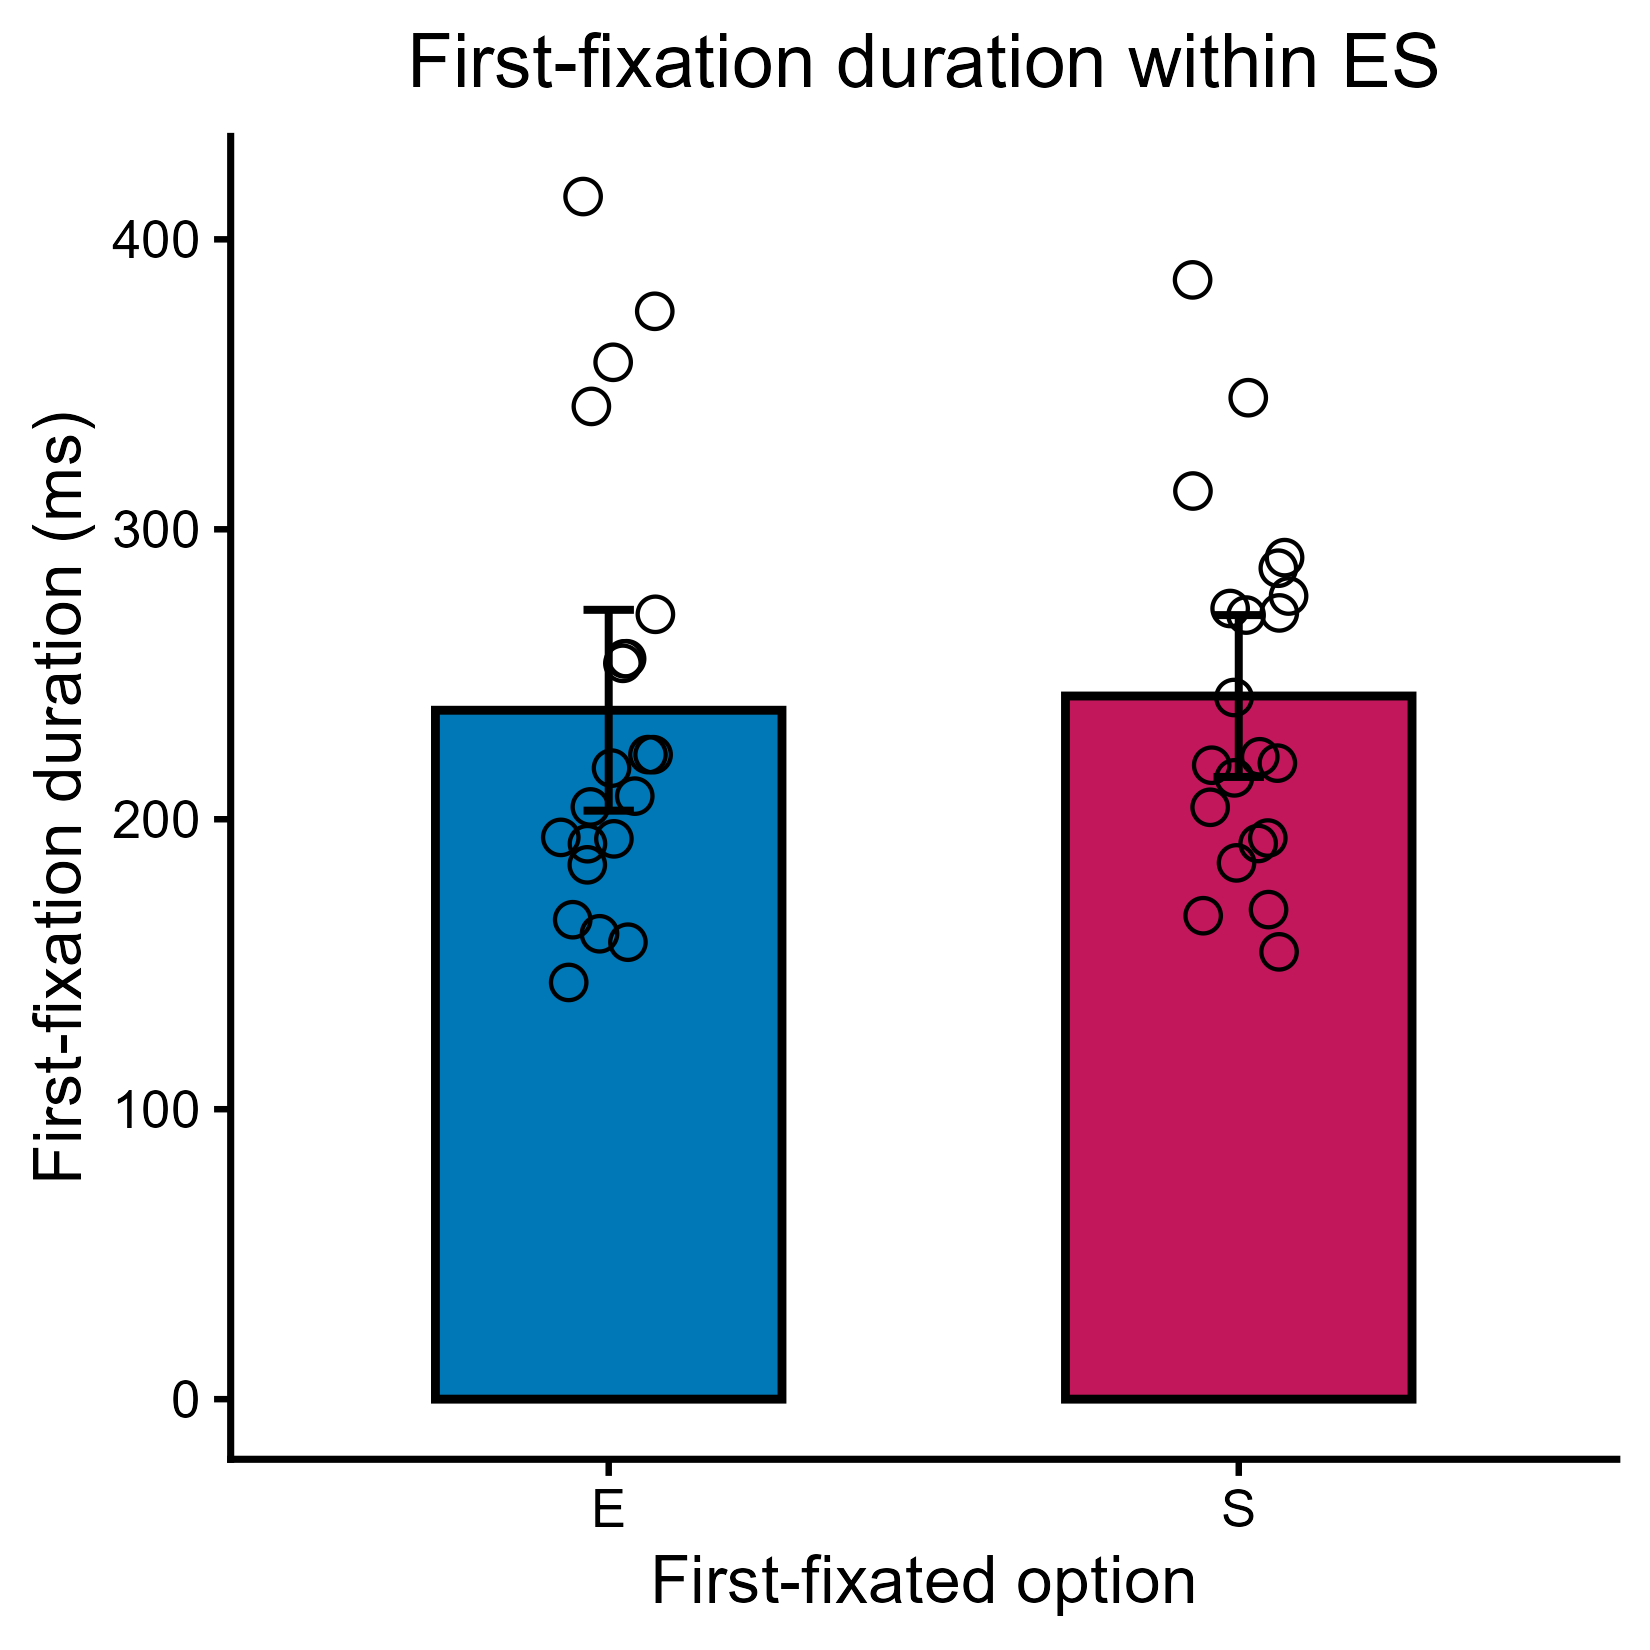 First-fixation duration within ES
First-fixation duration (ms)
400
300
200
100
0
E
S
First-fixated option